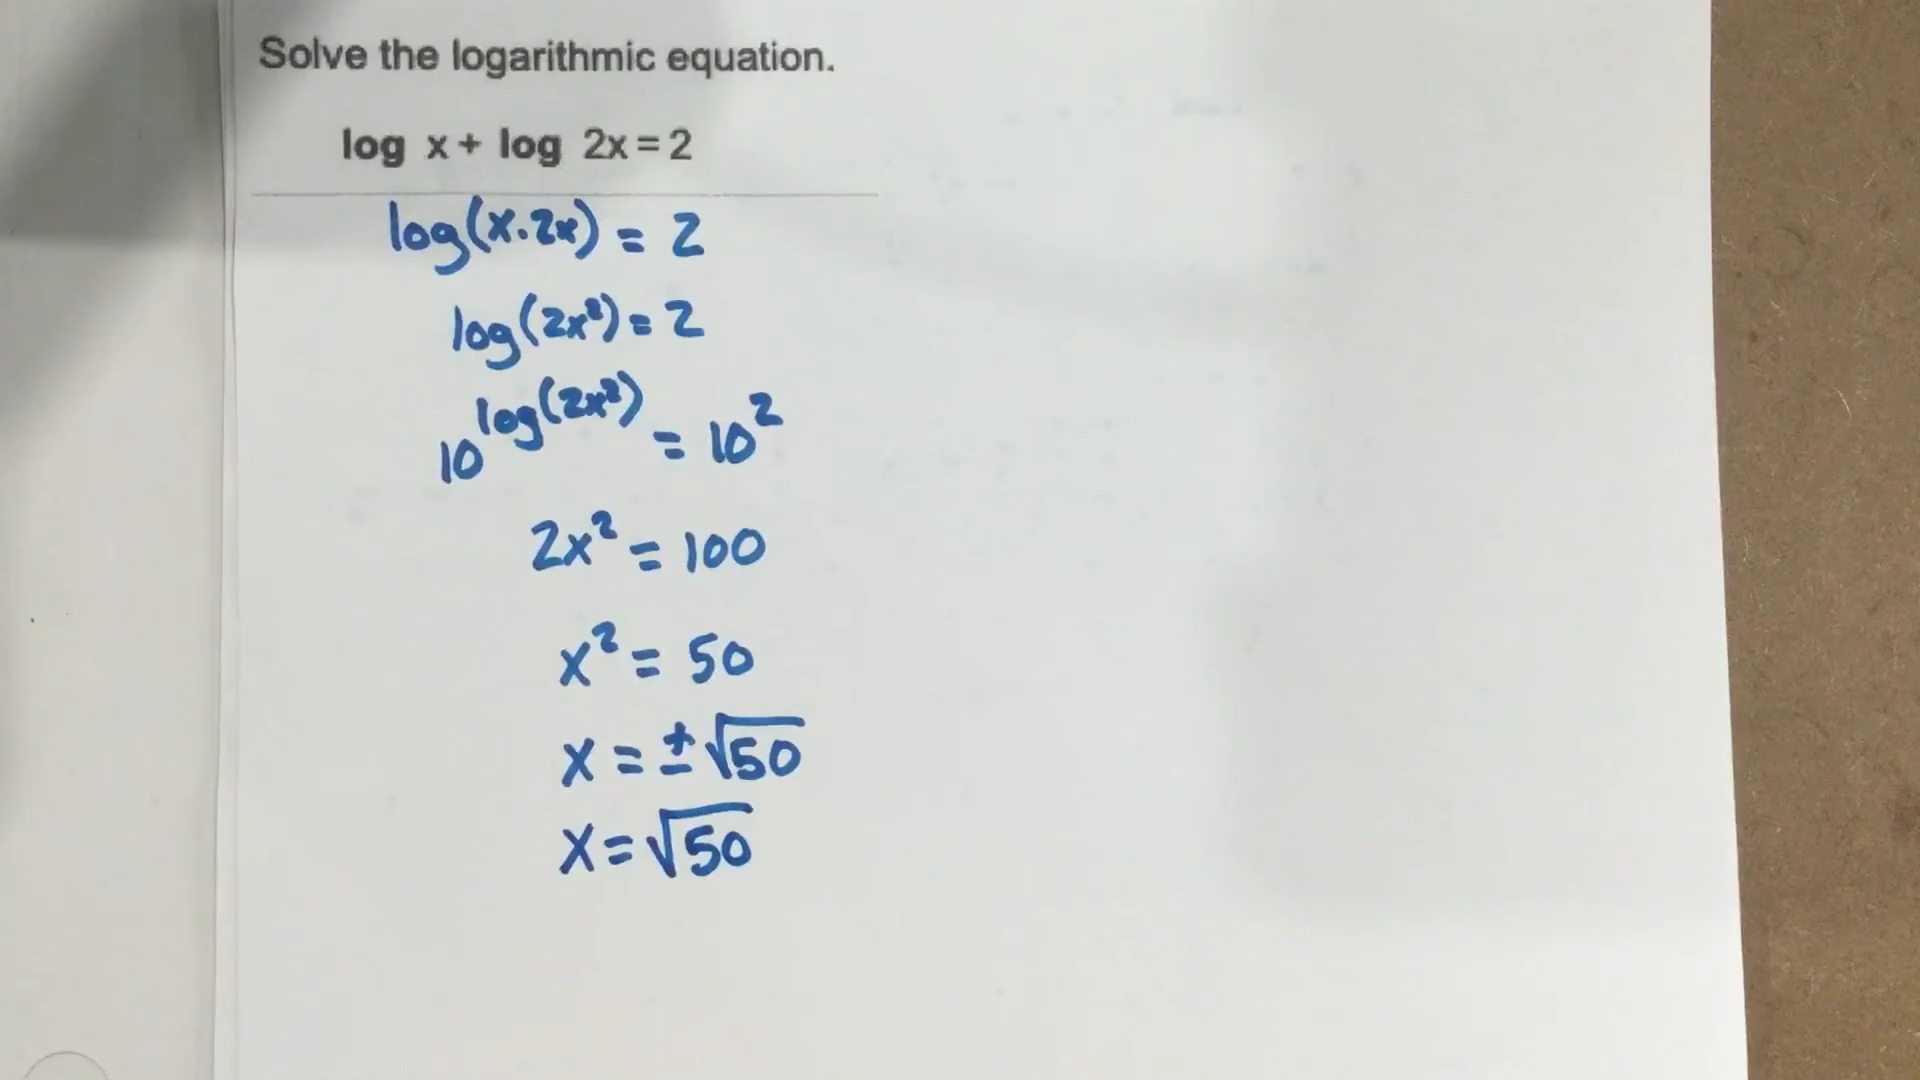 Solve the logarithmic equation.
log x + log 2x = 2
log(x·2x) = 2
log(2x²) = 2
10^log(2x²) = 10²
2x² = 100
x² = 50
x = ±√50
x = √50